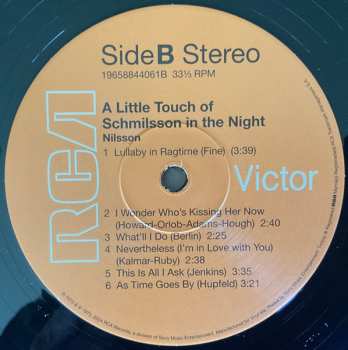 Side B Stereo
19658844061B 33⅓ RPM
RCA
A Little Touch of
Schmilsson in the Night
Nilsson
1 Lullaby in Ragtime (Fine) (3:39)
Victor
2 I Wonder Who's Kissing Her Now
(Howard-Orlob-Adams-Hough) 2:40
3 What'll I Do (Berlin) 2:25
4 Nevertheless (I'm in Love with You)
(Kalmar-Ruby) 2:38
5 This Is All I Ask (Jenkins) 3:31
6 As Time Goes By (Hupfeld) 3:21